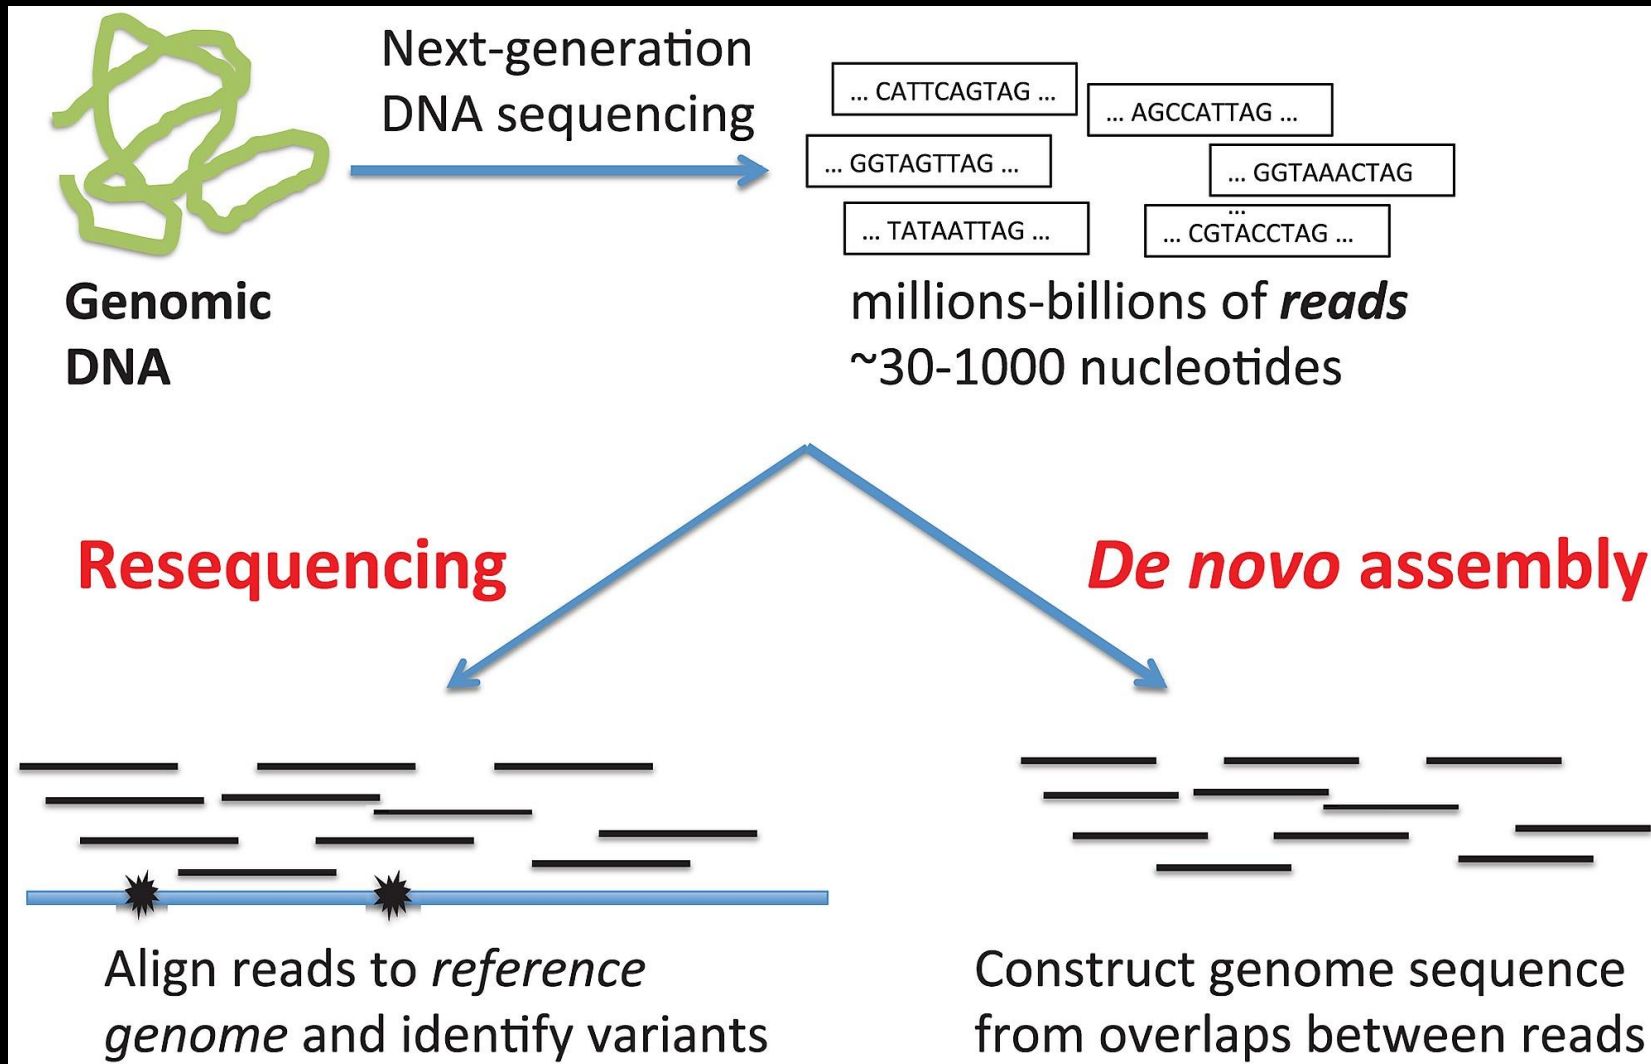 Next-generation
DNA sequencing
Genomic
DNA
... CATTCAGTAG ...
... AGCCATTAG ...
... GGTAGTTAG ...
... GGTAAACTAG
...
... TATAATTAG ...
... CGTACCTAG ...
millions-billions of reads
~30-1000 nucleotides
Resequencing
De novo assembly
Align reads to reference
genome and identify variants
Construct genome sequence
from overlaps between reads